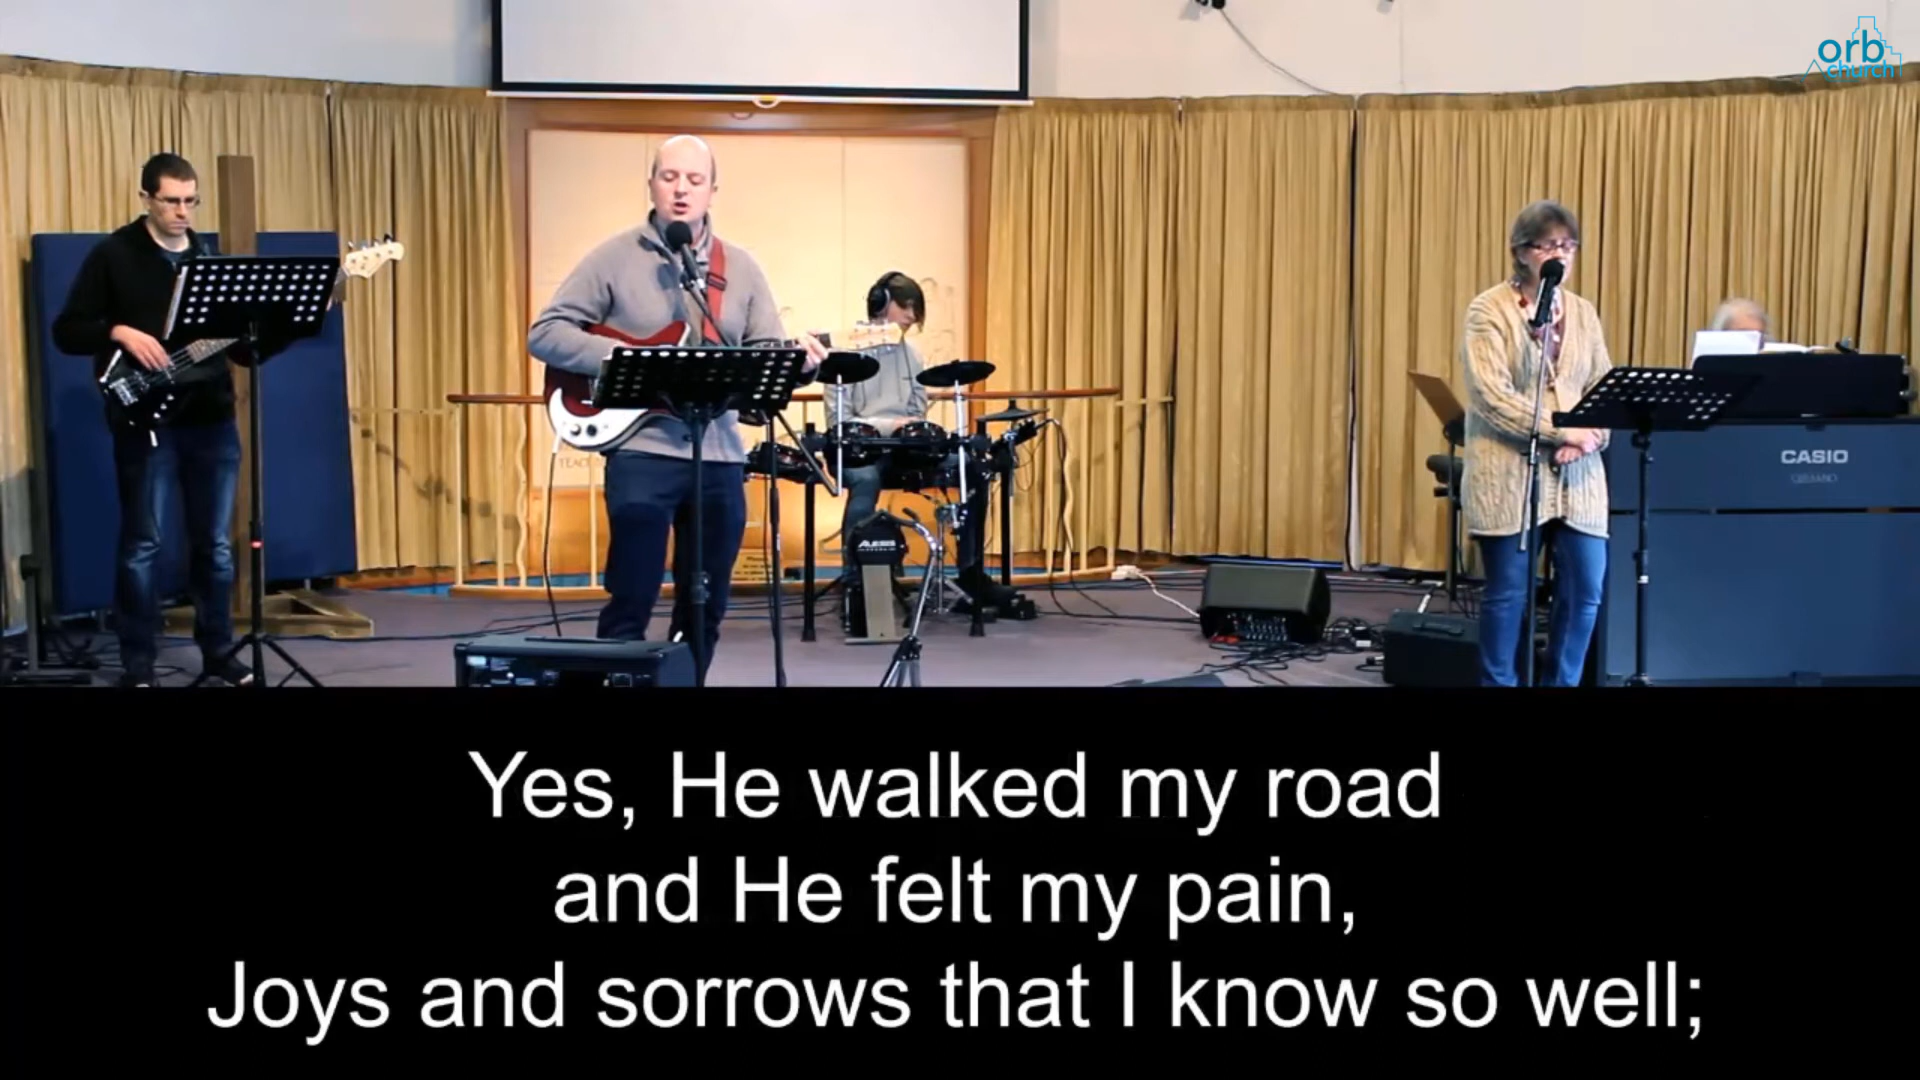 orb
church
CASIO
ALESIS
Yes, He walked my road
and He felt my pain,
Joys and sorrows that I know so well;